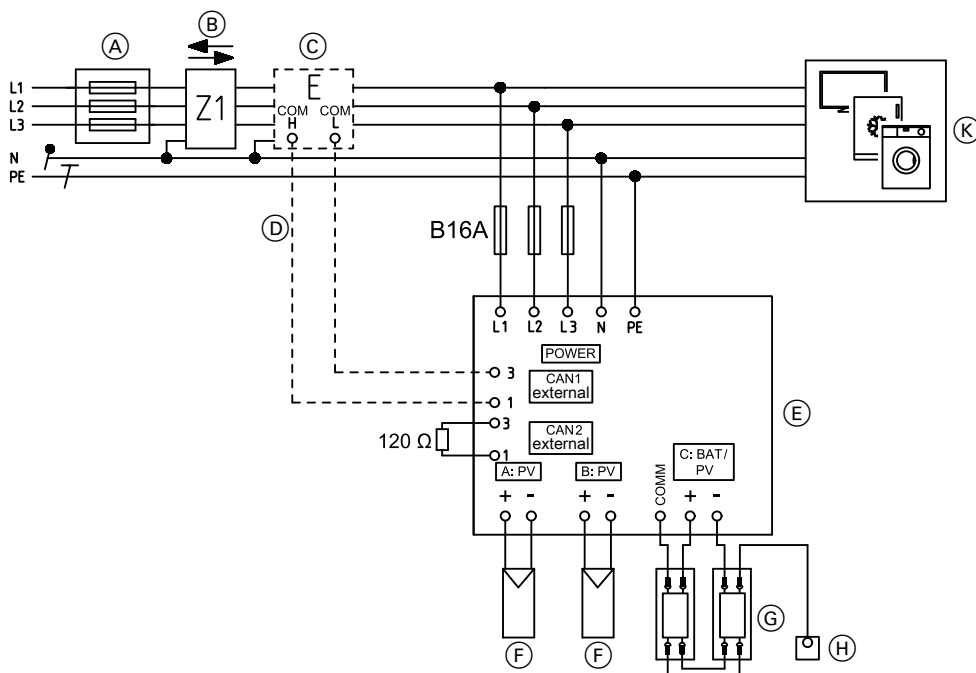 A
B
C
L1
L2
L3
N
PE
Z1
E
COM
H
COM
L
N
K
D
B16A
L1 L2 L3 N PE
POWER
3
CAN1
external
1
E
3
CAN2
external
120 Ω
1
A: PV
B: PV
COMM
C: BAT/
PV
+ -
+ -
+ -
F
F
G
H